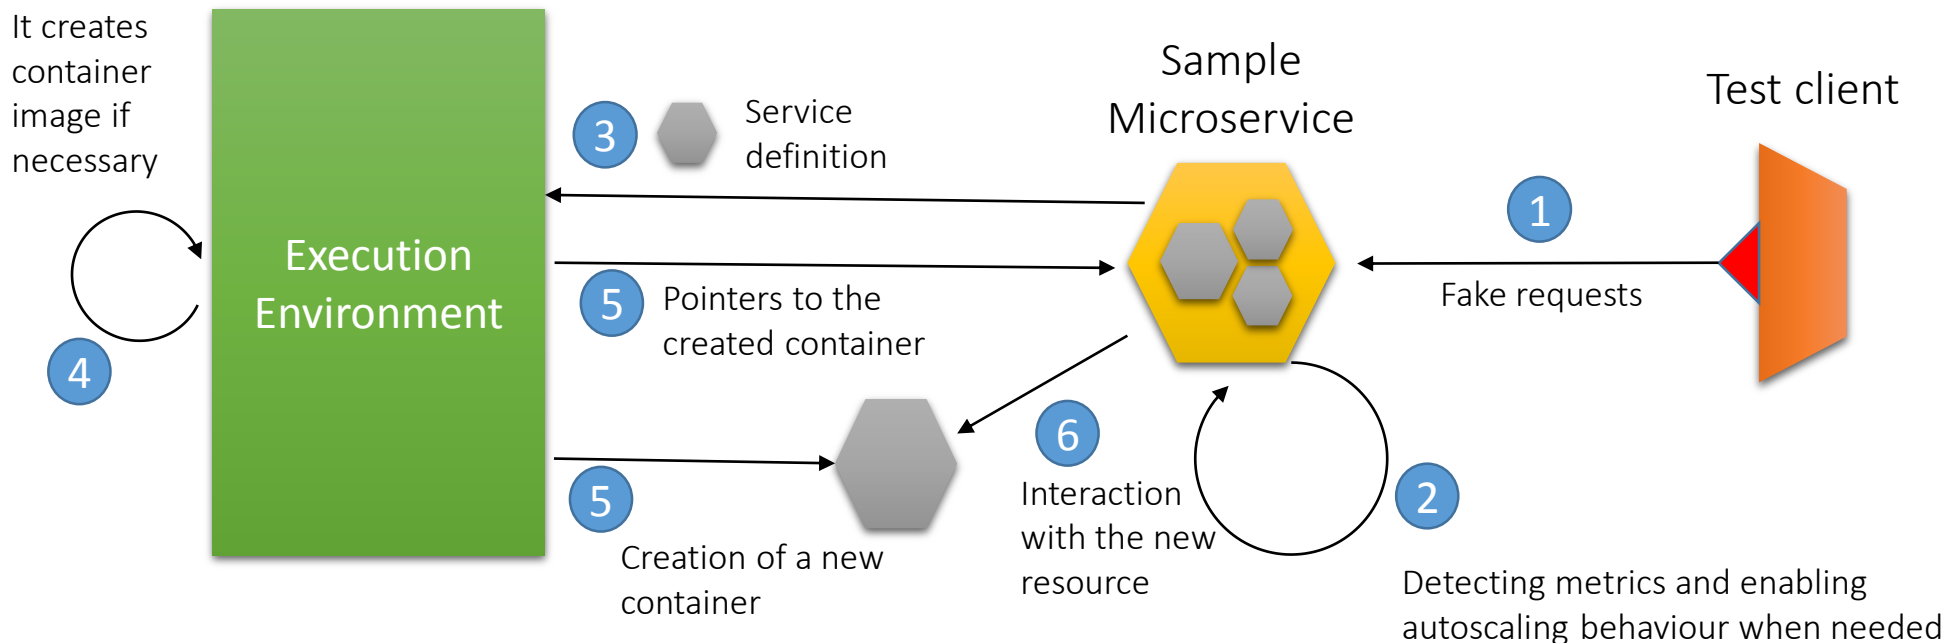 It creates
container
image if
necessary
4
Execution
Environment
3
Service
definition
5
Pointers to the
created container
5
Creation of a new
container
Sample
Microservice
6
Interaction
with the new
resource
2
Detecting metrics and enabling
autoscaling behaviour when needed
1
Fake requests
Test client